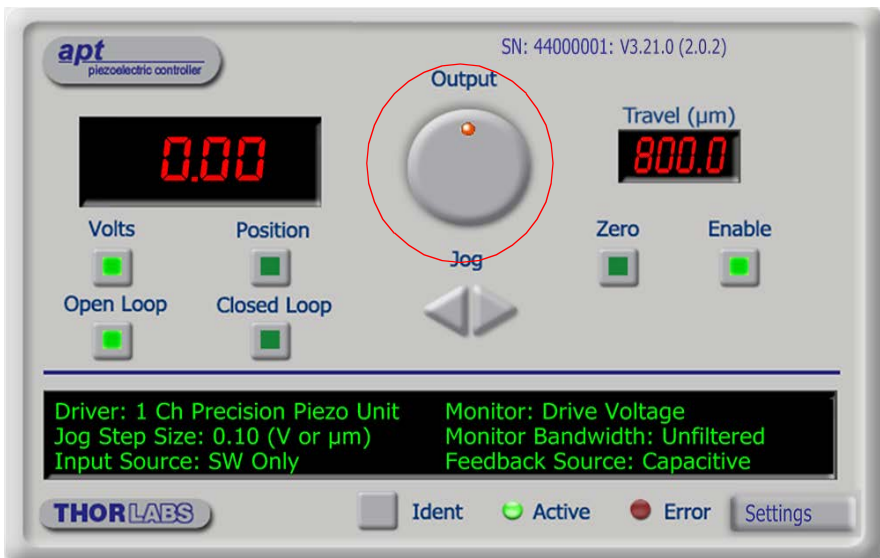 apt
piezoelectric controller
SN: 44000001: V3.21.0 (2.0.2)
Output
Travel (µm)
0.00
800.0
Volts
Position
Zero
Enable
Jog
Open Loop
Closed Loop
Driver: 1 Ch Precision Piezo Unit
Monitor: Drive Voltage
Jog Step Size: 0.10 (V or µm)
Monitor Bandwidth: Unfiltered
Input Source: SW Only
Feedback Source: Capacitive
THORLABS
Ident
Active
Error
Settings